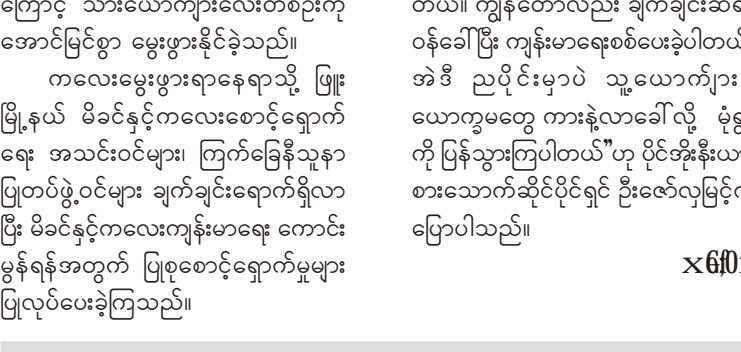 ကြောင့် သားယောကျာ်းလေးတစ်ဦးကို
အောင်မြင်စွာ မွေးဖွားနိုင်ခဲ့သည်။
ကလေးမွေးဖွားရာနေရာသို့ ဖြူး
မြို့နယ် မိခင်နှင့်ကလေးစောင့်ရှောက်
ရေး အသင်းဝင်များ၊ ကြက်ခြေနီသူနာ
ပြုတပ်ဖွဲ့ဝင်များ ချက်ချင်းရောက်ရှိလာ
ပြီး မိခင်နှင့်ကလေးကျန်းမာရေး ကောင်း
မွန်ရန်အတွက် ပြုစုစောင့်ရှောက်မှုများ
ပြုလုပ်ပေးခဲ့ကြသည်။
တယ်။ ကျွန်တော်လည်း ချက်ချင်း
ဝန်ခေါ်ပြီး ကျန်းမာရေးစစ်ပေးခဲ့ပါတယ်
အဲဒီ ညပိုင်းမှာပဲ သူ့ယောကျ်ား
ယောက္ခမတွေ ကားနဲ့လာခေါ်လို့
ကို ပြန်သွားကြပါတယ်”ဟု ပိုင်အိုးနီး
စားသောက်ဆိုင်ပိုင်ရှင် ဦးဇော်လှမြင့်
ပြောပါသည်။